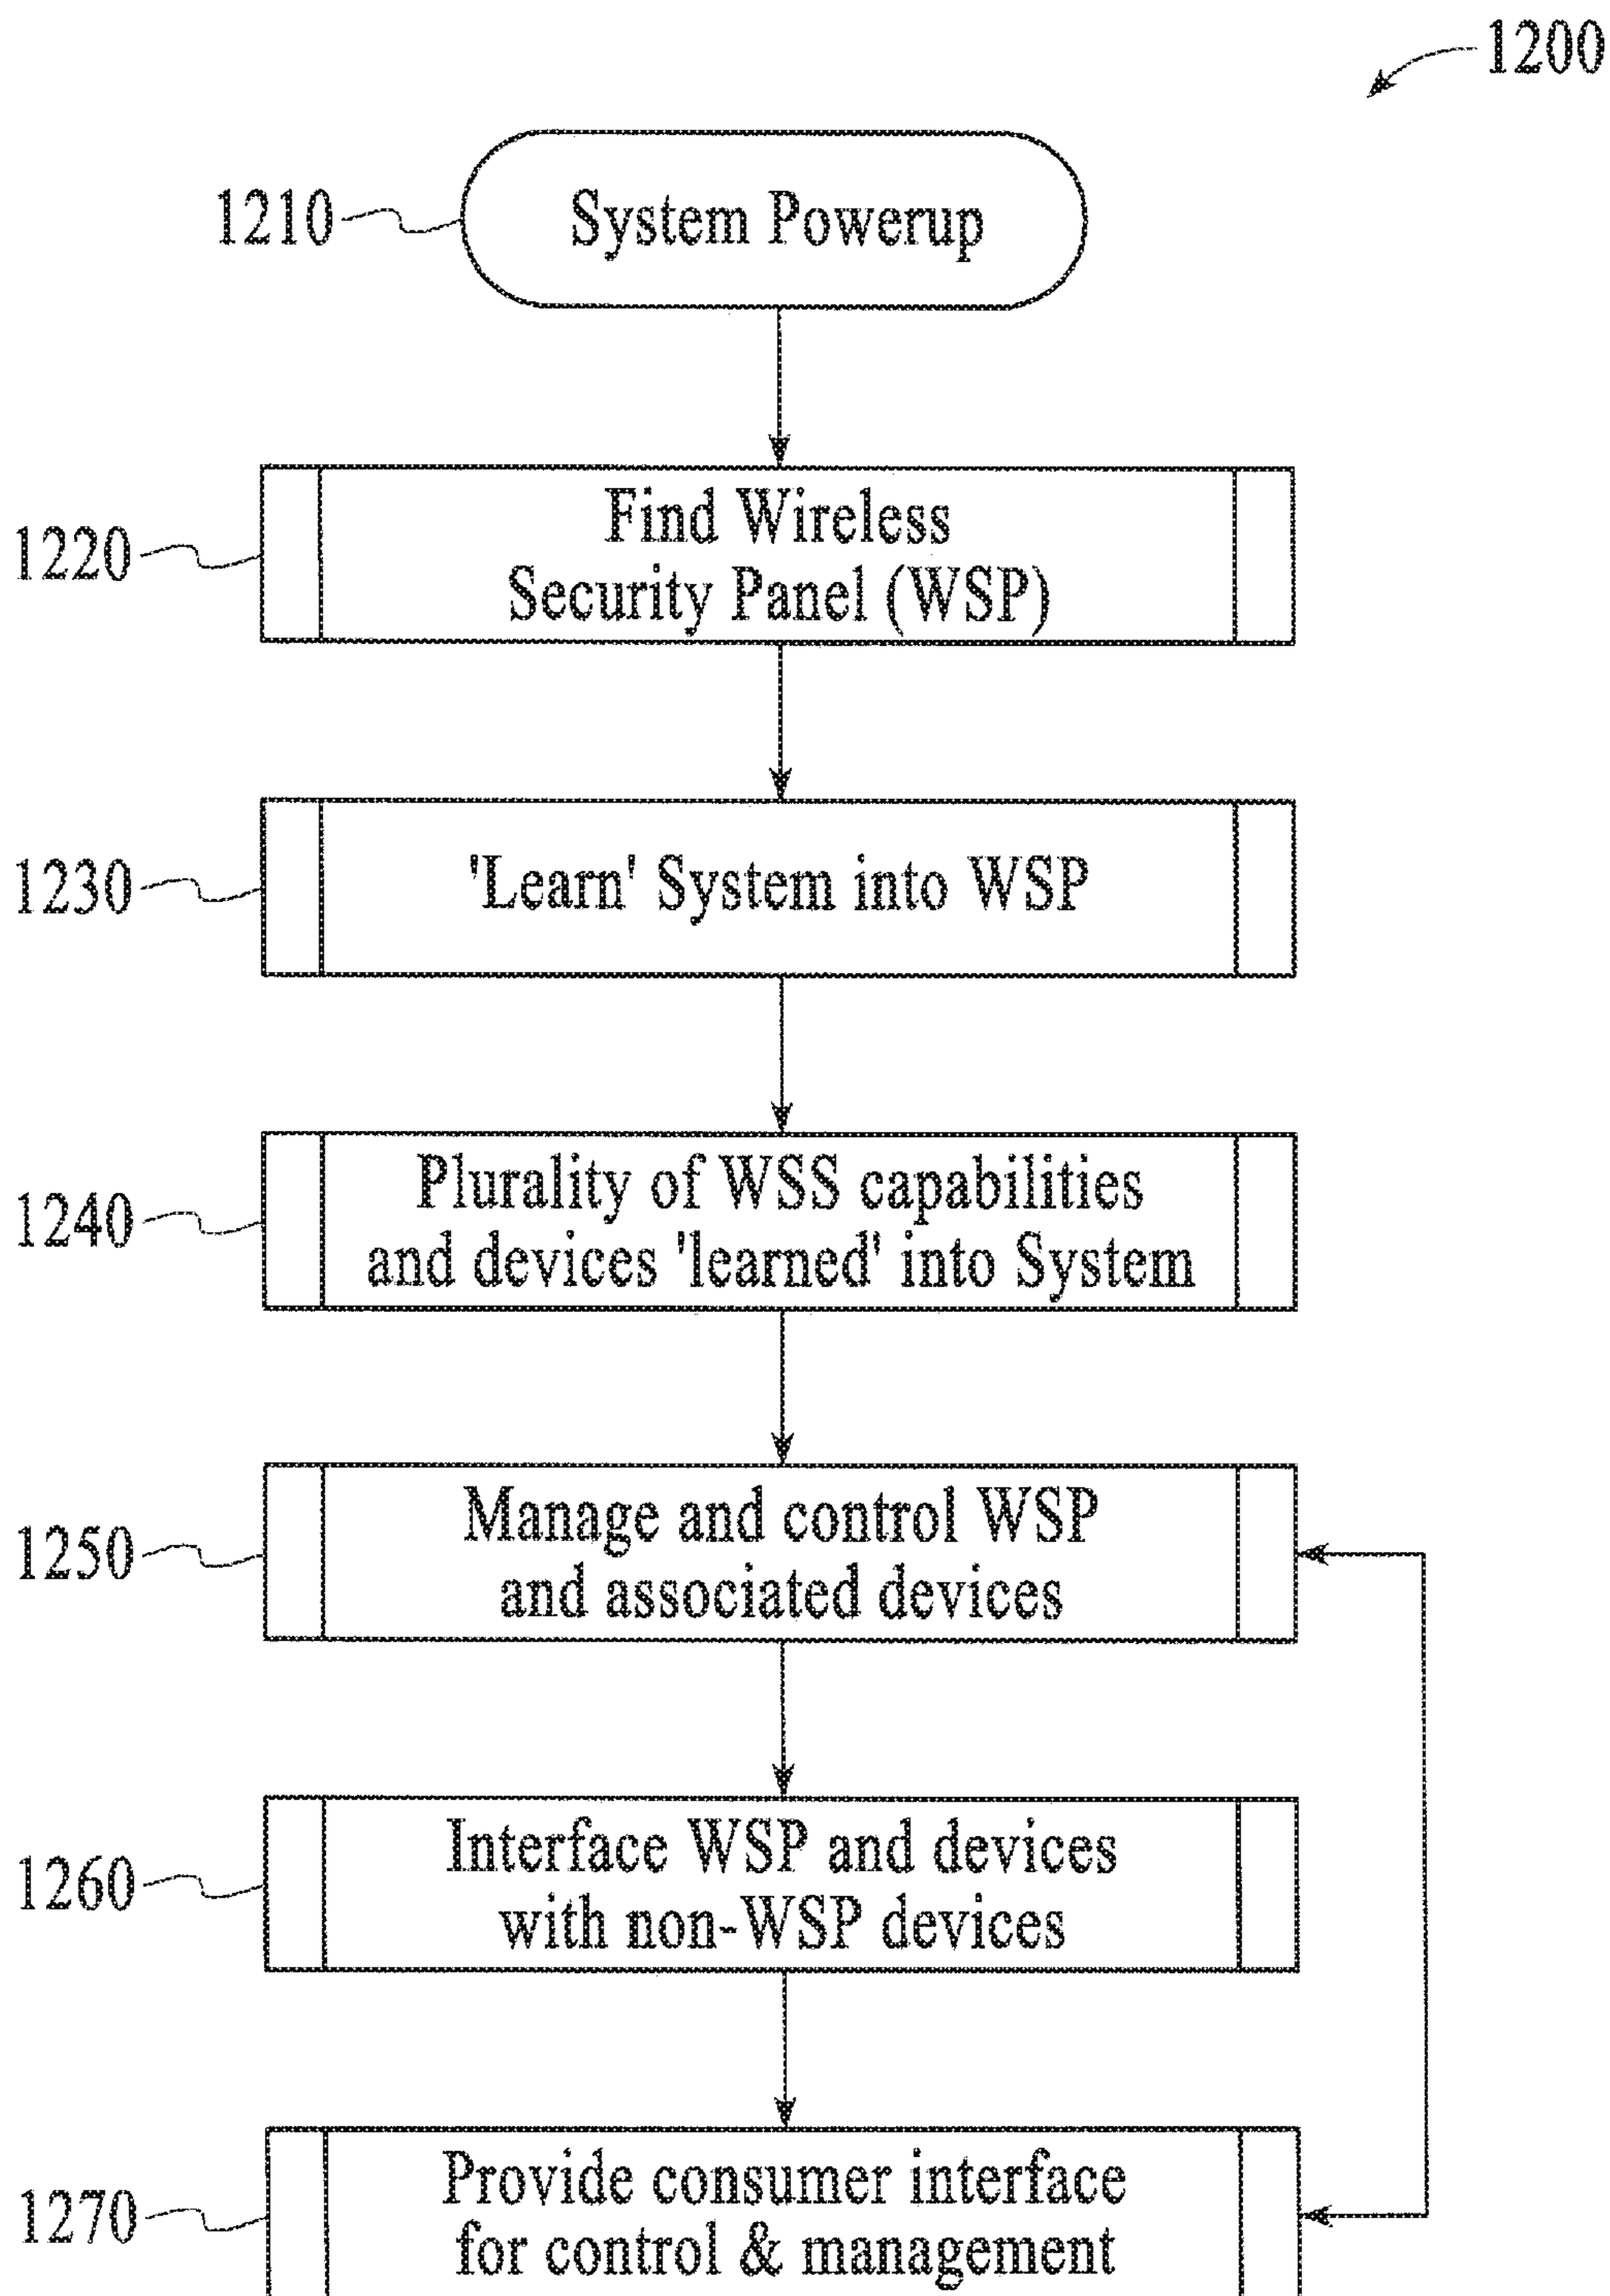 1200
1210
System Powerup
1220
Find Wireless
Security Panel (WSP)
1230
'Learn' System into WSP
1240
Plurality of WSS capabilities
and devices 'learned' into System
1250
Manage and control WSP
and associated devices
1260
Interface WSP and devices
with non-WSP devices
1270
Provide consumer interface
for control & management